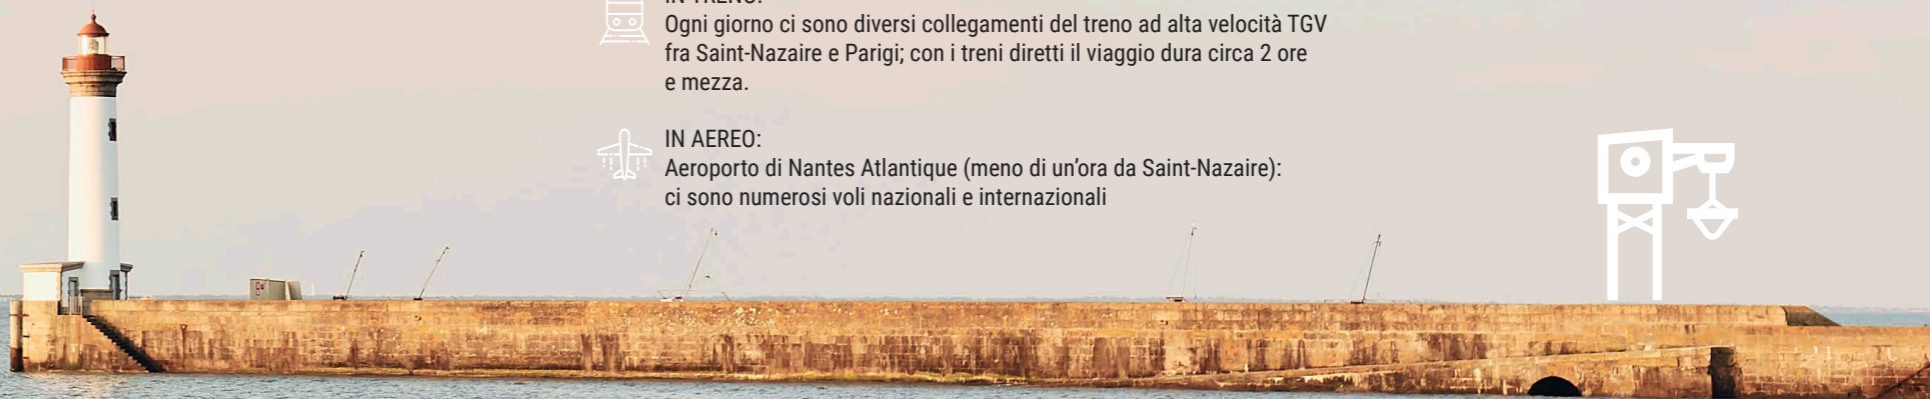 IN TRENO:
Ogni giorno ci sono diversi collegamenti del treno ad alta velocità TGV
fra Saint-Nazaire e Parigi; con i treni diretti il viaggio dura circa 2 ore
e mezza.
IN AEREO:
Aeroporto di Nantes Atlantique (meno di un’ora da Saint-Nazaire):
ci sono numerosi voli nazionali e internazionali